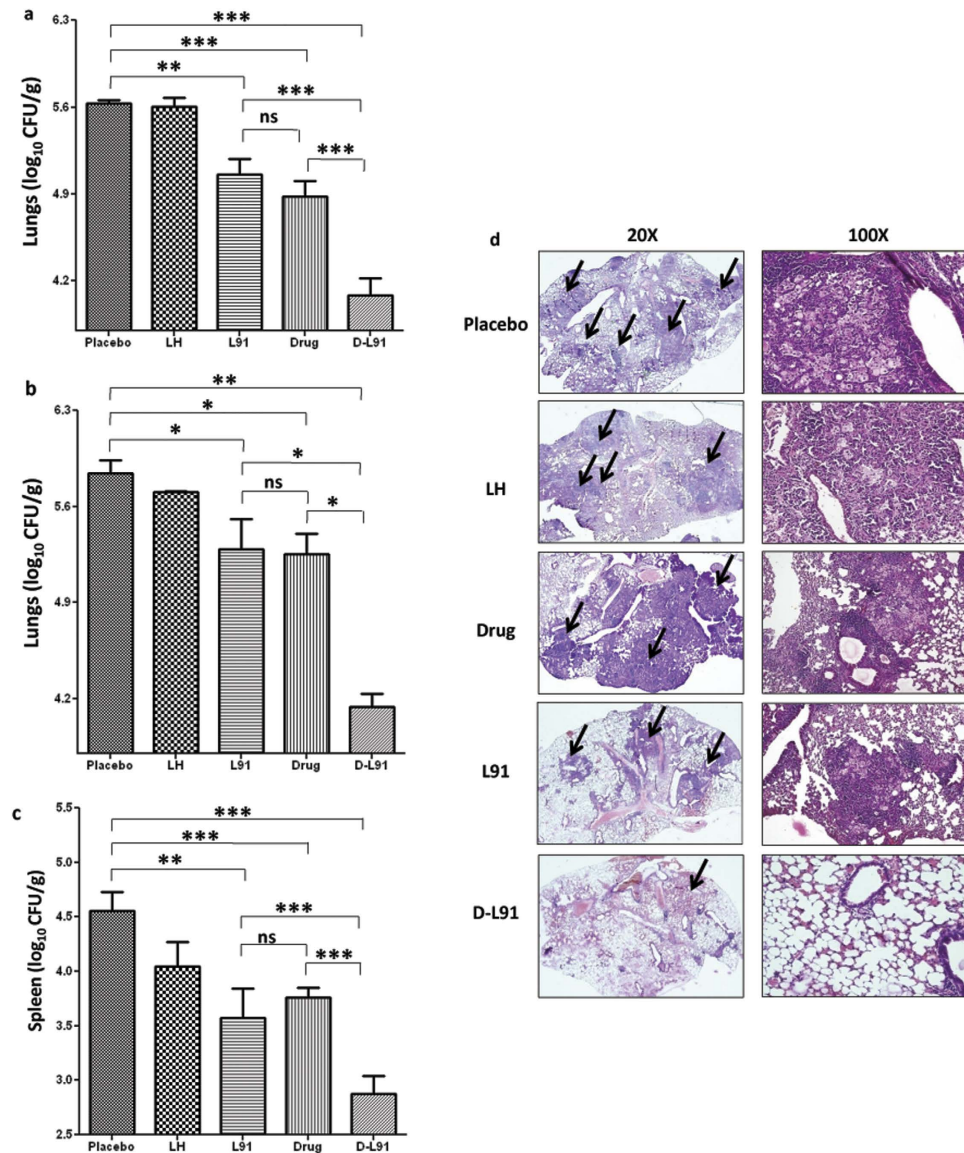 a
6.3
5.6
4.9
4.2
Lungs (log10 CFU/g)
***
***
**
***
ns
***
Placebo LH L91 Drug D-L91
b
6.3
5.6
4.9
4.2
Lungs (log10 CFU/g)
**
*
*
*
ns
*
Placebo LH L91 Drug D-L91
c
5.5
5.0
4.5
4.0
3.5
3.0
2.5
Spleen (log10 CFU/g)
***
***
**
***
ns
***
Placebo LH L91 Drug D-L91
d
20X 100X
Placebo
LH
Drug
L91
D-L91